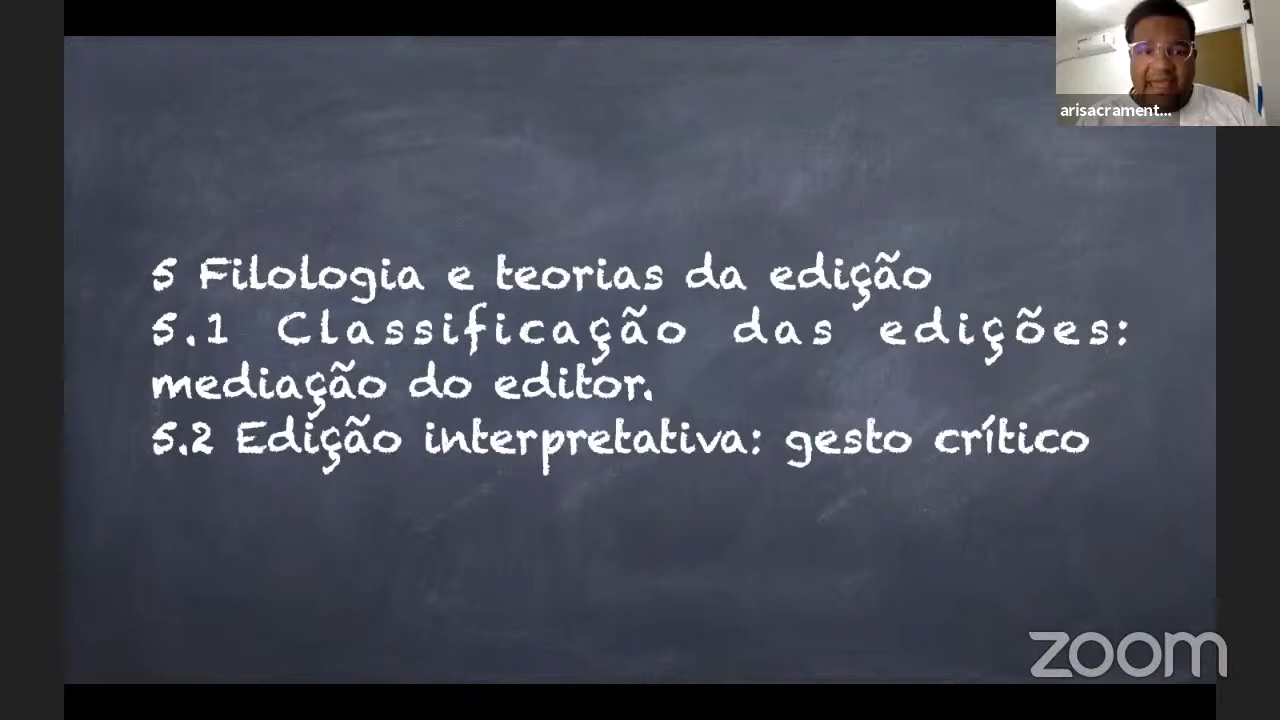 arisacrament...
5 Filologia e teorias da edição
5.1 Classificação das edições:
mediação do editor.
5.2 Edição interpretativa: gesto crítico
zoom